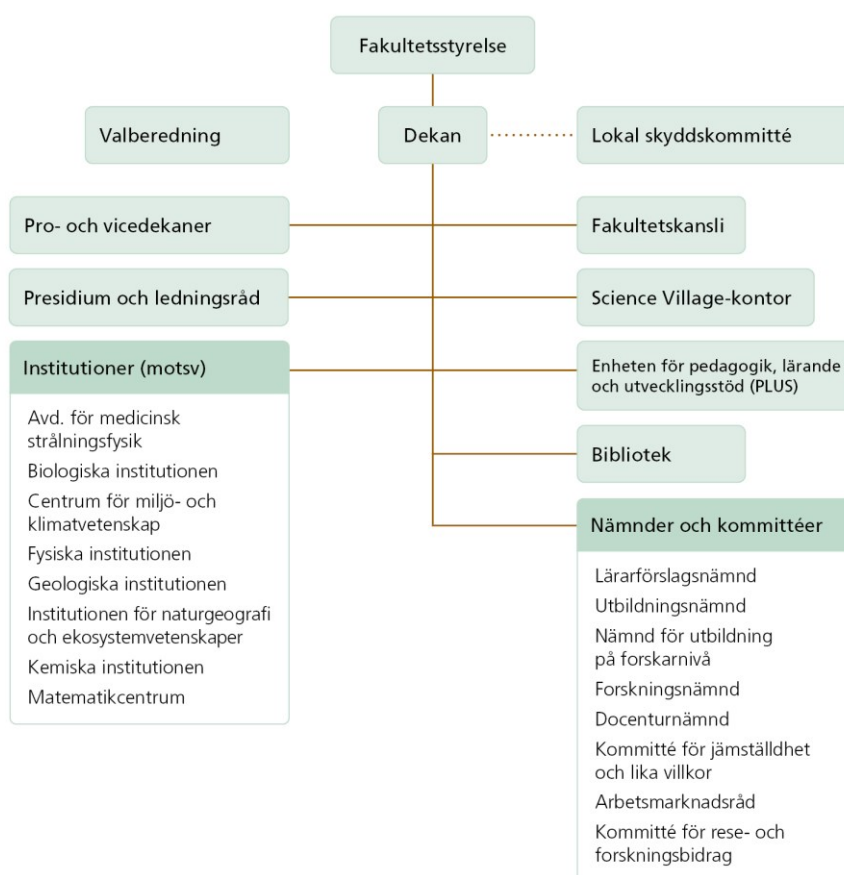 Fakultetsstyrelse
Valberedning
Dekan
Lokal skyddskommitté
Pro- och vicedekaner
Fakultetskansli
Presidium och ledningsråd
Science Village-kontor
Institutioner (motsv)
Avd. för medicinsk
strålningsfysik
Biologiska institutionen
Centrum för miljö- och
klimatvetenskap
Fysiska institutionen
Geologiska institutionen
Institutionen för naturgeografi
och ekosystemvetenskaper
Kemiska institutionen
Matematikcentrum
Enheten för pedagogik, lärande
och utvecklingsstöd (PLUS)
Bibliotek
Nämnder och kommittéer
Lärarförslagsnämnd
Utbildningsnämnd
Nämnd för utbildning
på forskarnivå
Forskningsnämnd
Docenturnämnd
Kommitté för jämställdhet
och lika villkor
Arbetsmarknadsråd
Kommitté för rese- och
forskningsbidrag